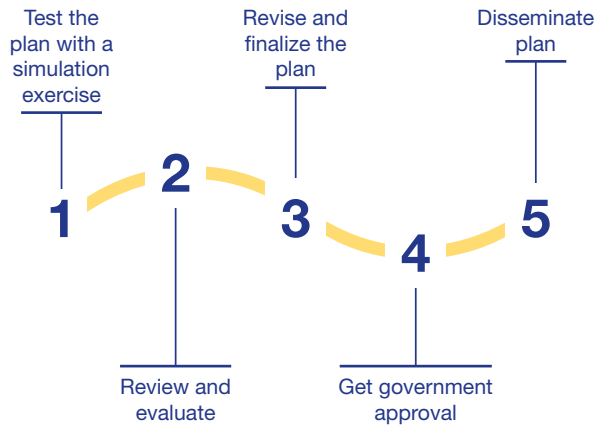 Test the
plan with a
simulation
exercise
1
2
Review and
evaluate
Revise and
finalize the
plan
3
4
Get government
approval
Disseminate
plan
5